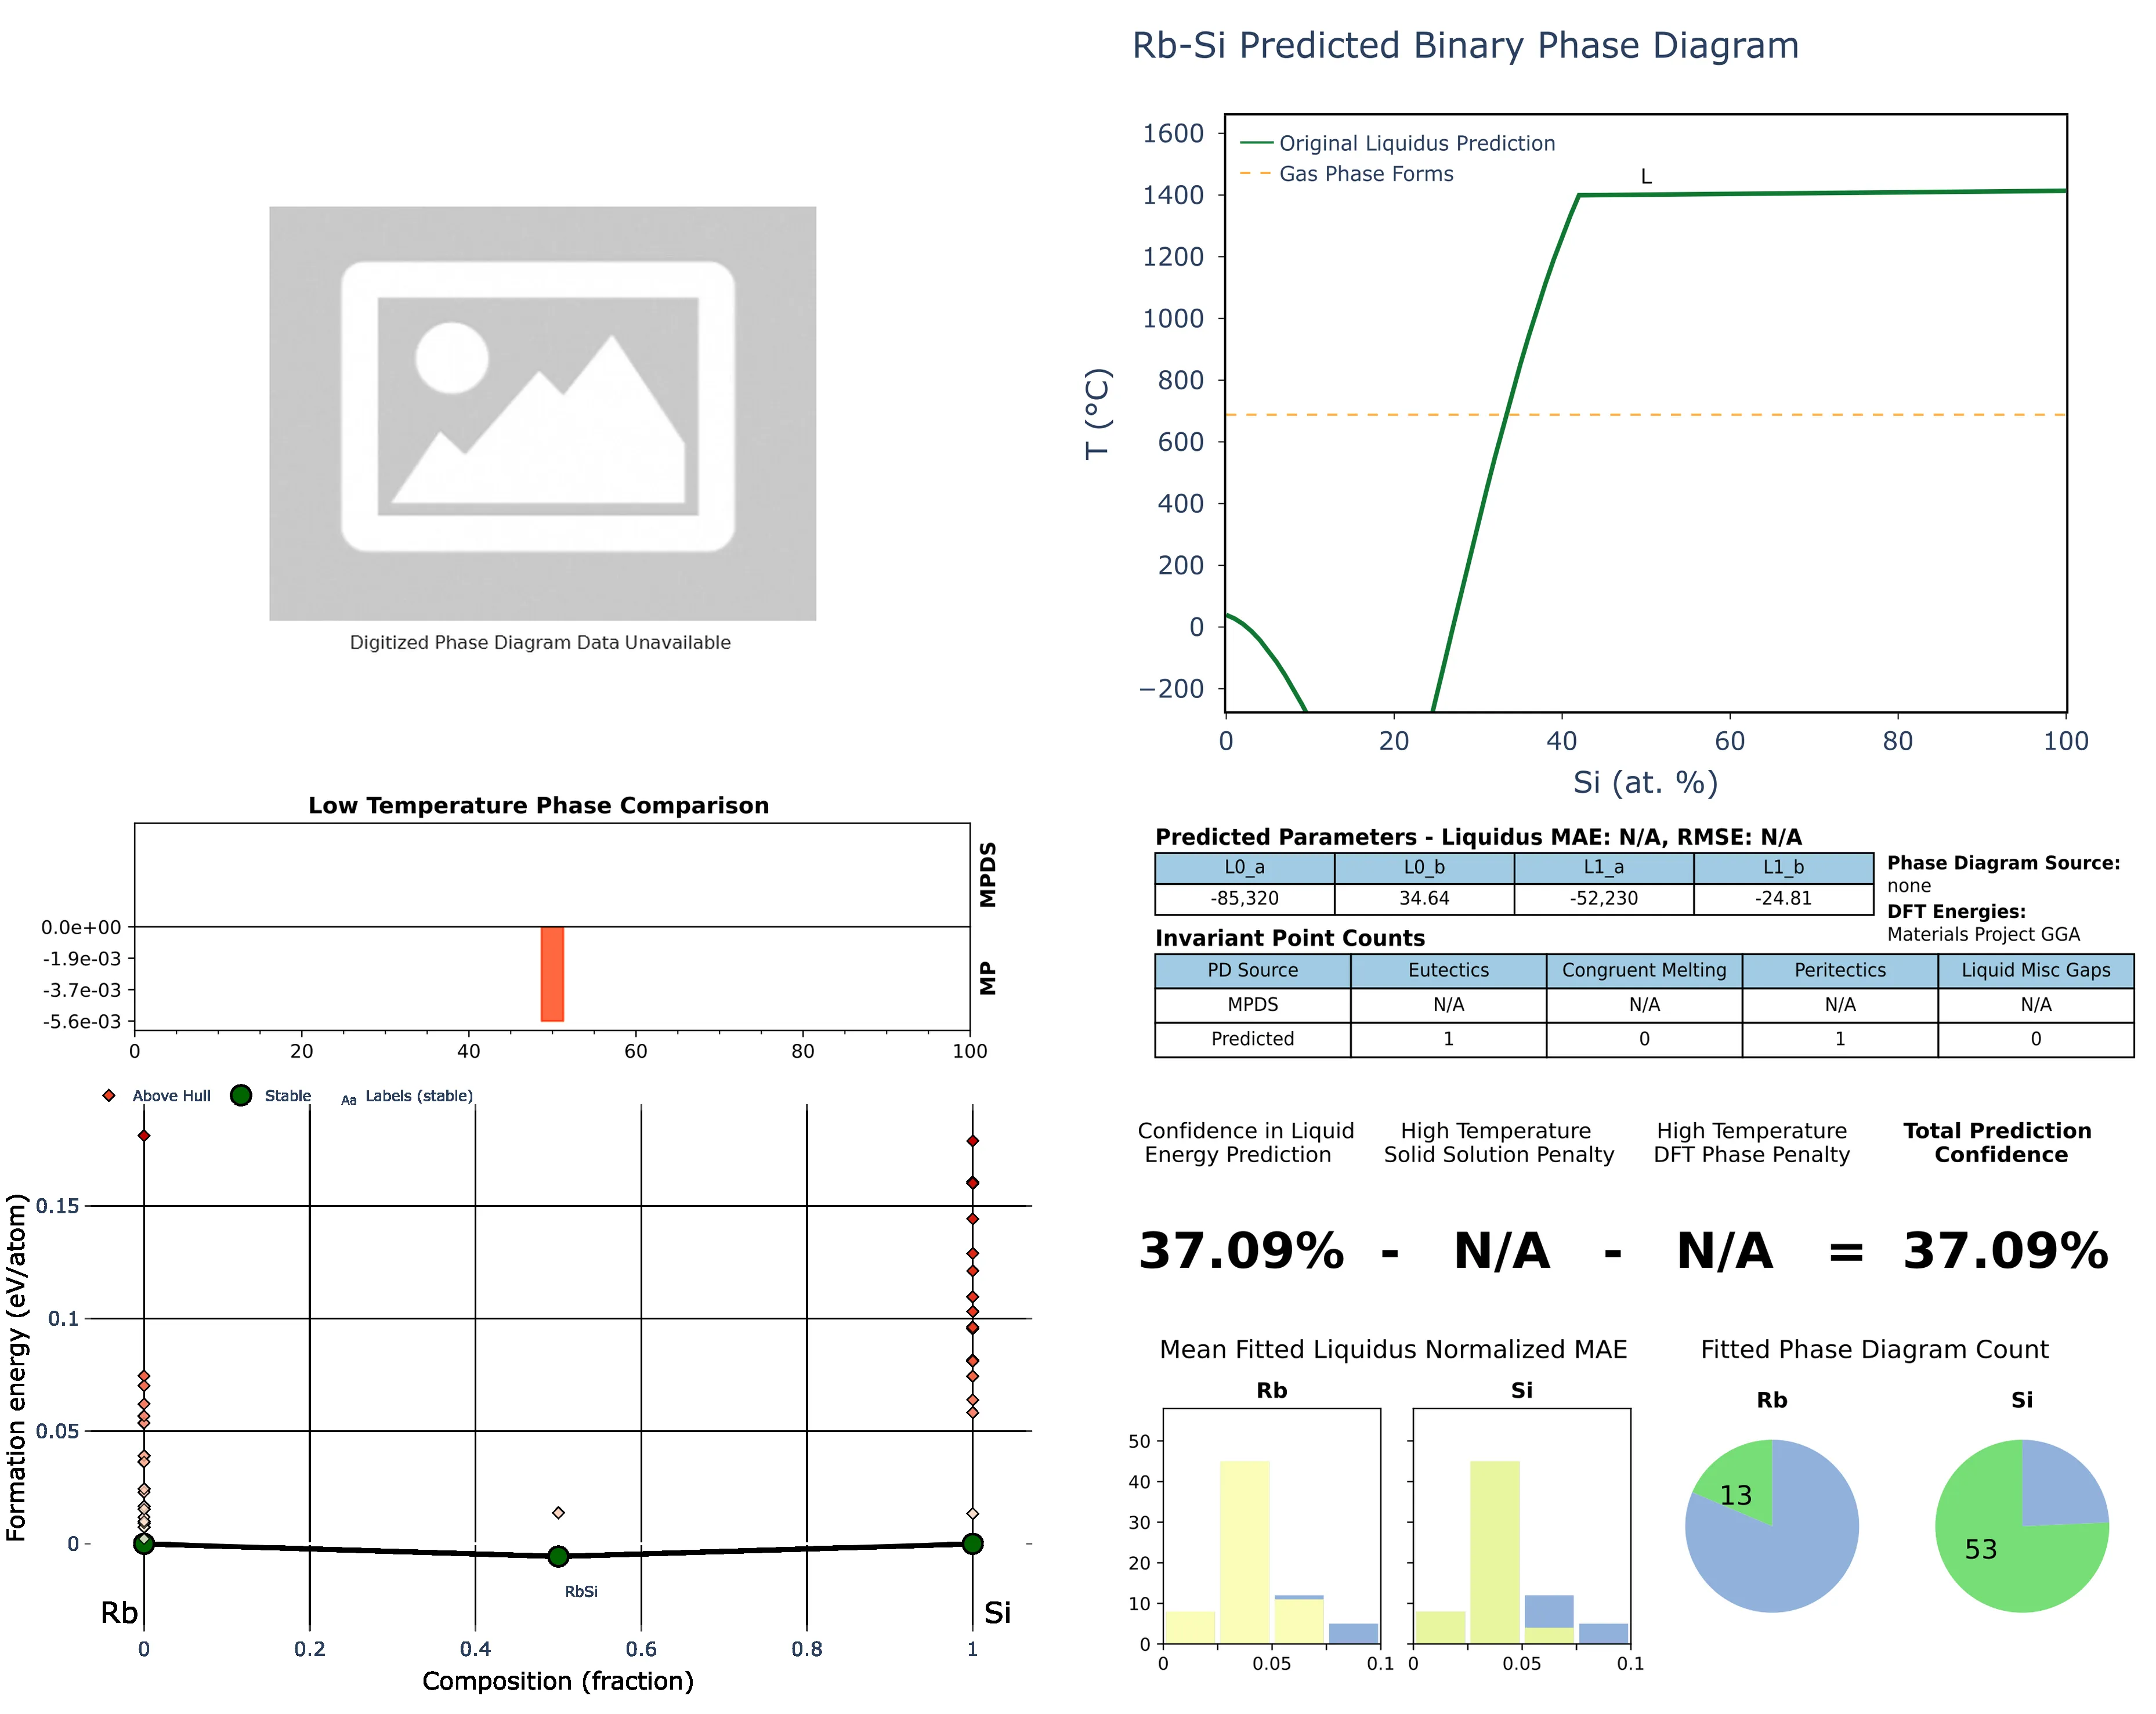 Rb-Si Predicted Binary Phase Diagram
1600
1400
1200
1000
800
600
400
200
0
−200
T (°C)
Original Liquidus Prediction
Gas Phase Forms
L
0 20 40 60 80 100
Si (at. %)
Digitized Phase Diagram Data Unavailable
Low Temperature Phase Comparison
MPDS
MP
0.0e+00
-1.9e-03
-3.7e-03
-5.6e-03
0 20 40 60 80 100
Predicted Parameters - Liquidus MAE: N/A, RMSE: N/A
L0_a L0_b L1_a L1_b
-85,320 34.64 -52,230 -24.81
Phase Diagram Source:
none
DFT Energies:
Materials Project GGA
Invariant Point Counts
PD Source Eutectics Congruent Melting Peritectics Liquid Misc Gaps
MPDS N/A N/A N/A N/A
Predicted 1 0 1 0
Above Hull Stable Aa Labels (stable)
Formation energy (eV/atom)
0.15
0.1
0.05
0
RbSi
Rb Si
0 0.2 0.4 0.6 0.8 1
Composition (fraction)
Confidence in Liquid
Energy Prediction
High Temperature
Solid Solution Penalty
High Temperature
DFT Phase Penalty
Total Prediction
Confidence
37.09% - N/A - N/A = 37.09%
Mean Fitted Liquidus Normalized MAE
Rb Si
50
40
30
20
10
0
0 0.05 0.1 0 0.05 0.1
Fitted Phase Diagram Count
Rb Si
13
53